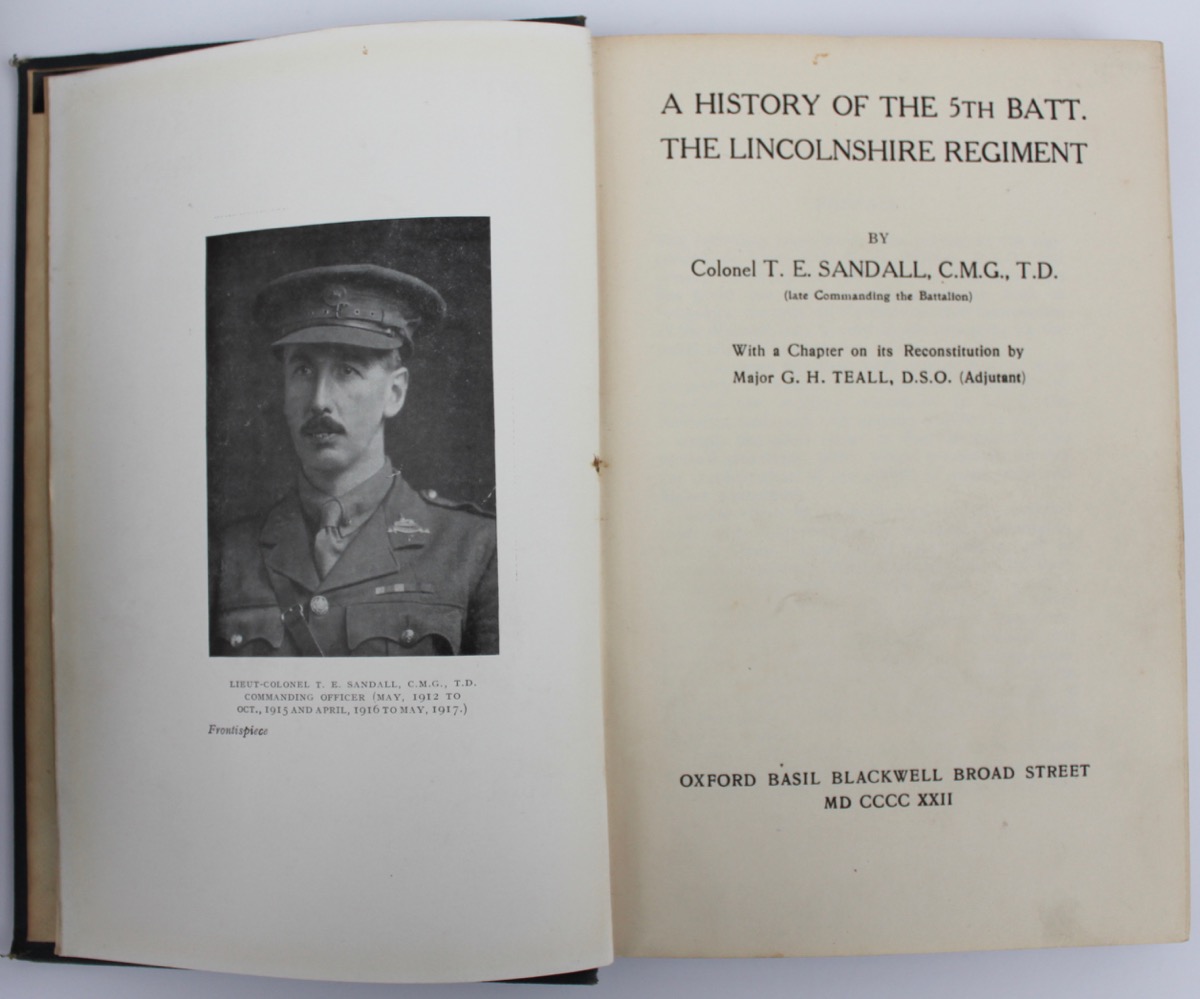 LIEUT-COLONEL T. E. SANDALL, C.M.G., T.D.
COMMANDING OFFICER (MAY, 1912 TO
OCT., 1915 AND APRIL, 1916 TO MAY, 1917.)
Frontispiece
A HISTORY OF THE 5TH BATT.
THE LINCOLNSHIRE REGIMENT
BY
Colonel T. E. SANDALL, C.M.G., T.D.
(late Commanding the Battalion)
With a Chapter on its Reconstitution by
Major G. H. TEALL, D.S.O. (Adjutant)
OXFORD BASIL BLACKWELL BROAD STREET
MD CCCC XXII